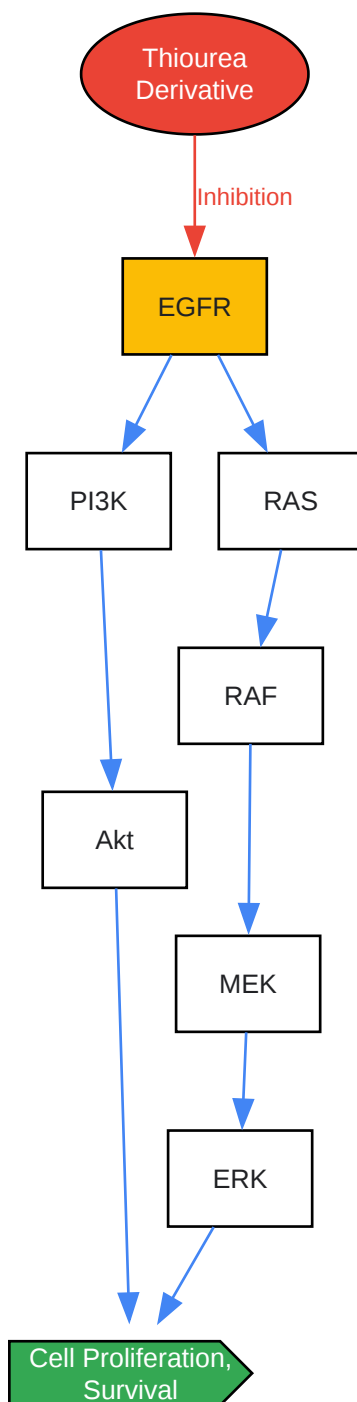 Thiourea
Derivative
Inhibition
EGFR
PI3K
RAS
RAF
Akt
MEK
ERK
Cell Proliferation,
Survival